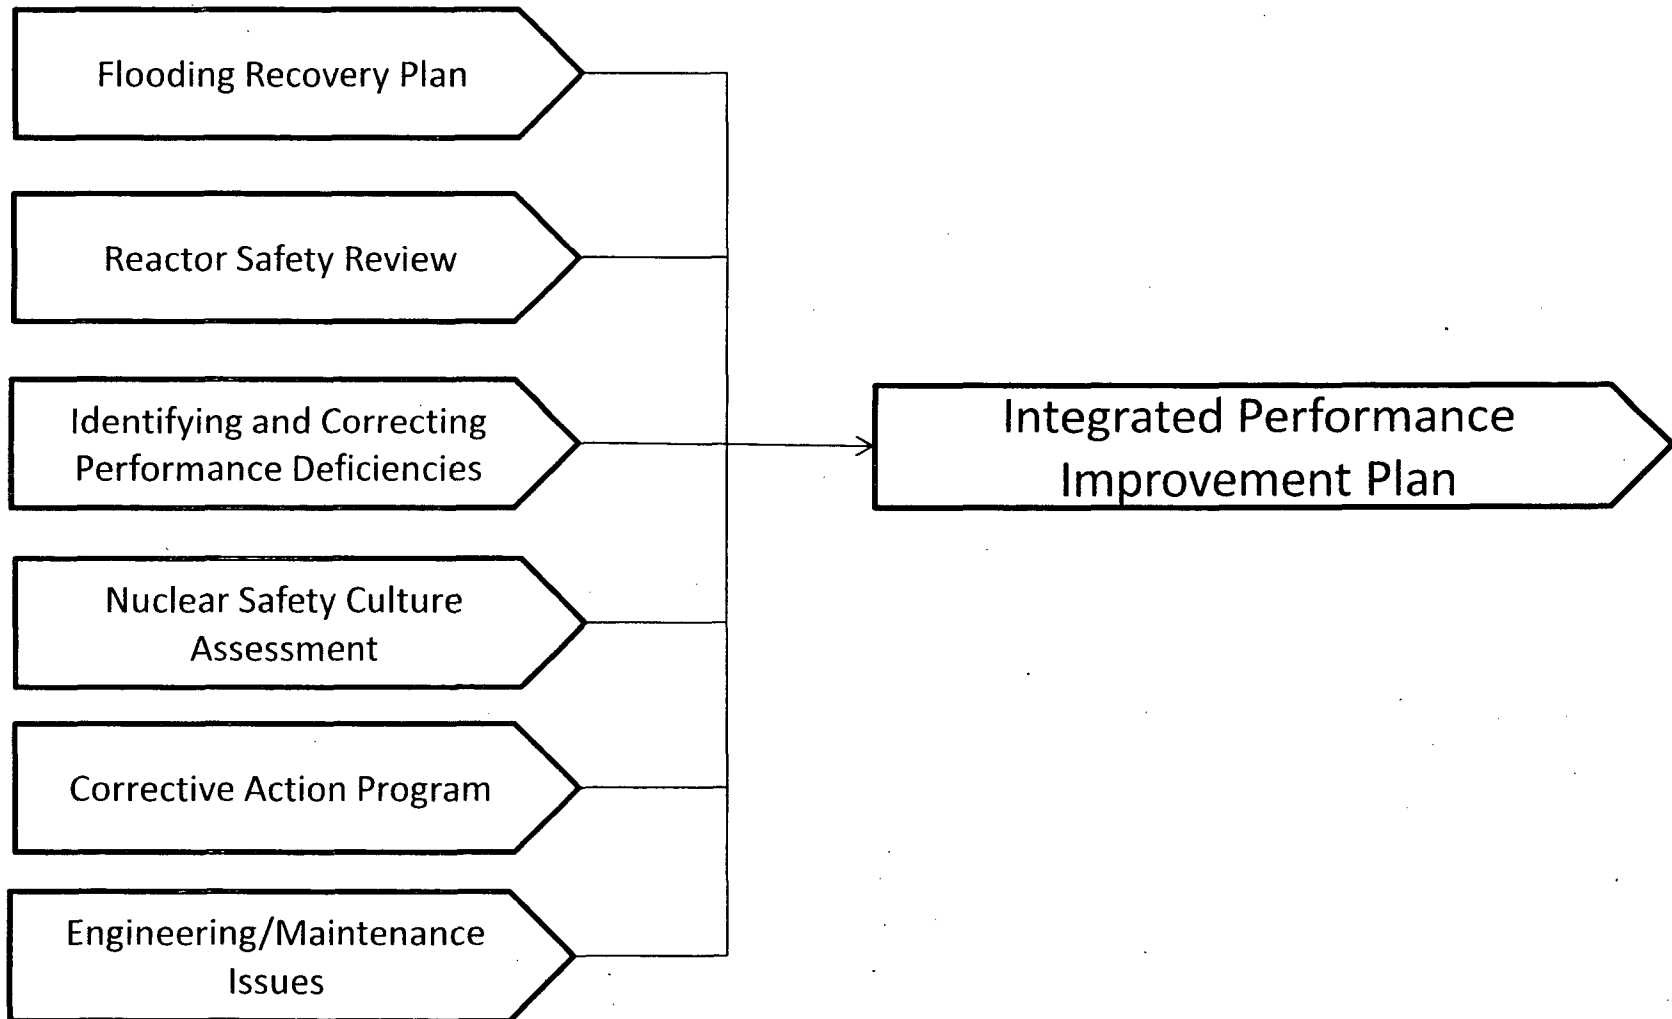 Flooding Recovery Plan
Reactor Safety Review
Identifying and Correcting
Performance Deficiencies
Nuclear Safety Culture
Assessment
Corrective Action Program
Engineering/Maintenance
Issues
Integrated Performance
Improvement Plan